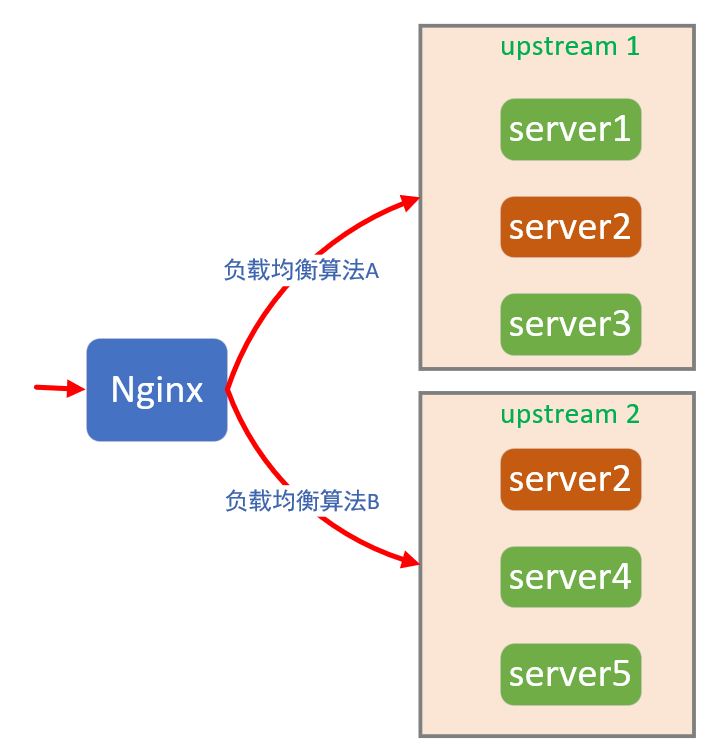 upstream 1
server1
server2
server3
负载均衡算法A
Nginx
负载均衡算法B
upstream 2
server2
server4
server5